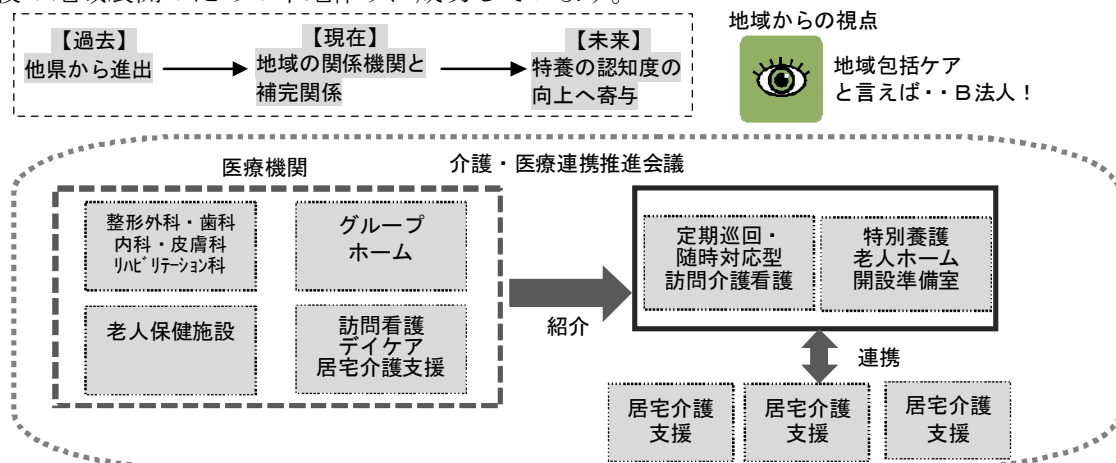 【過去】
他県から進出
【現在】
地域の関係機関と
補完関係
【未来】
特養の認知度の
向上へ寄与
地域からの視点
地域包括ケア
と言えば・・B法人！
医療機関
介護・医療連携推進会議
整形外科・歯科
内科・皮膚科
ﾘﾊﾋﾞﾘﾃｰｼｮﾝ科
グループ
ホーム
老人保健施設
訪問看護
デイケア
居宅介護支援
紹介
定期巡回・
随時対応型
訪問介護看護
特別養護
老人ホーム
開設準備室
連携
居宅介護
支援
居宅介護
支援
居宅介護
支援